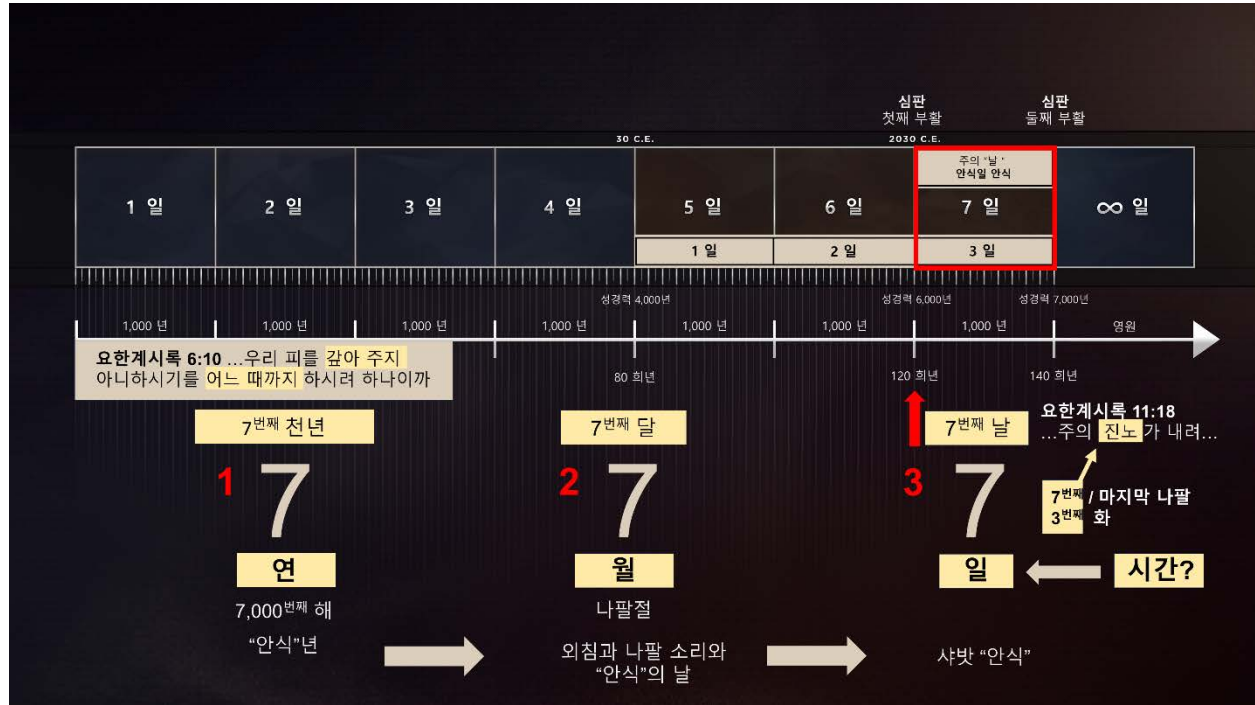 심판
첫째 부활
심판
둘째 부활
30 C.E.
2030 C.E.
주의 "날"
안식일 안식
1 일
2 일
3 일
4 일
5 일
6 일
7 일
∞ 일
1 일
2 일
3 일
성경력 4,000년
성경력 6,000년
성경력 7,000년
1,000 년
1,000 년
1,000 년
1,000 년
1,000 년
1,000 년
1,000 년
영원
요한계시록 6:10 …우리 피를 갚아 주지
아니하시기를 어느 때까지 하시려 하나이까
80 희년
120 희년
140 희년
7번째 천년
7번째 달
7번째 날
요한계시록 11:18
…주의 진노가 내려…
1
7
2
7
3
7
7번째 / 마지막 나팔
3번째 화
연
월
일
시간?
7,000번째 해
"안식"년
나팔절
외침과 나팔 소리와
"안식"의 날
샤밧 "안식"